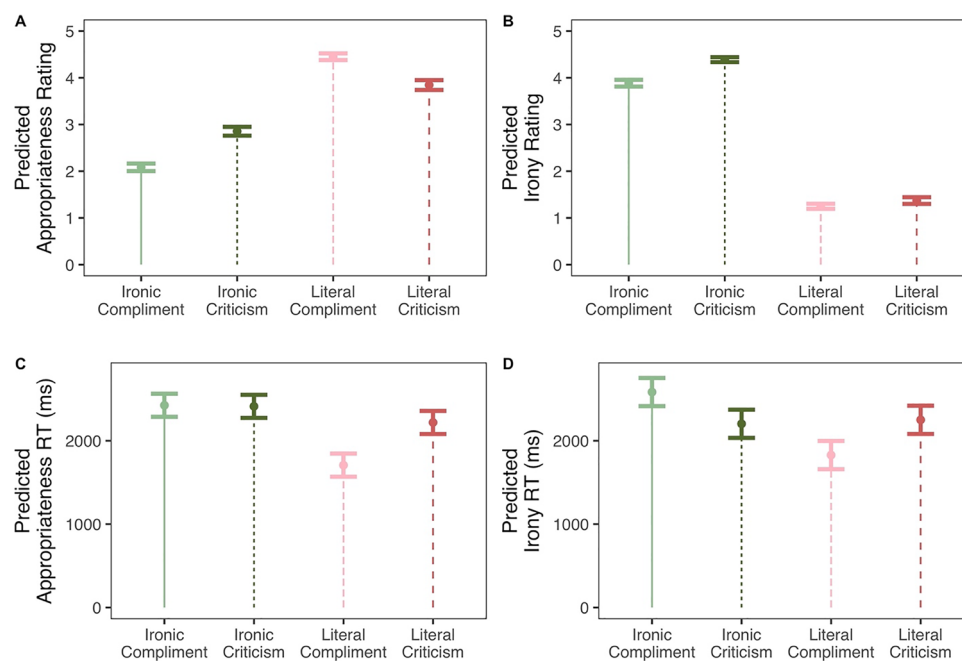 A
Predicted
Appropriateness Rating
5
4
3
2
1
0
Ironic
Compliment
Ironic
Criticism
Literal
Compliment
Literal
Criticism
B
Predicted
Irony Rating
5
4
3
2
1
0
Ironic
Compliment
Ironic
Criticism
Literal
Compliment
Literal
Criticism
C
Predicted
Appropriateness RT (ms)
2000
1000
0
Ironic
Compliment
Ironic
Criticism
Literal
Compliment
Literal
Criticism
D
Predicted
Irony RT (ms)
2000
1000
0
Ironic
Compliment
Ironic
Criticism
Literal
Compliment
Literal
Criticism